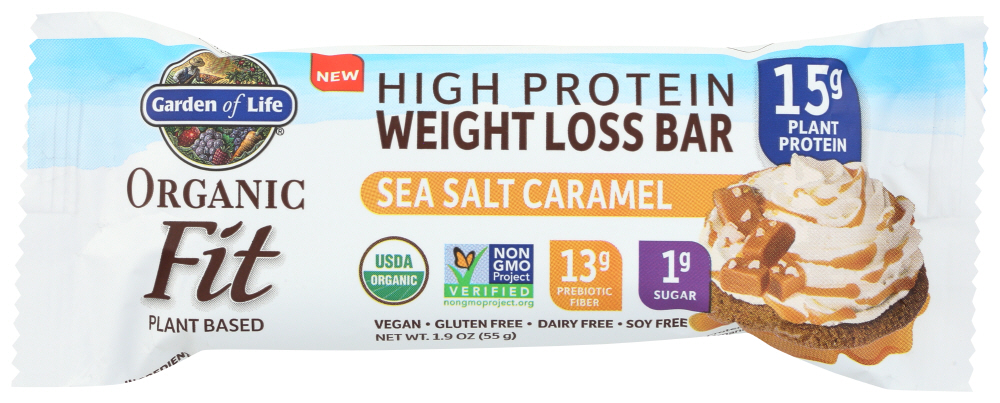 Garden of Life
®
ORGANIC
Fit
PLANT BASED
NEW
HIGH PROTEIN
WEIGHT LOSS BAR
SEA SALT CARAMEL
15g
PLANT
PROTEIN
USDA
ORGANIC
NON
GMO
Project
VERIFIED
nongmoproject.org
13g
PREBIOTIC
FIBER
1g
SUGAR
VEGAN • GLUTEN FREE • DAIRY FREE • SOY FREE
NET WT. 1.9 OZ (55 g)